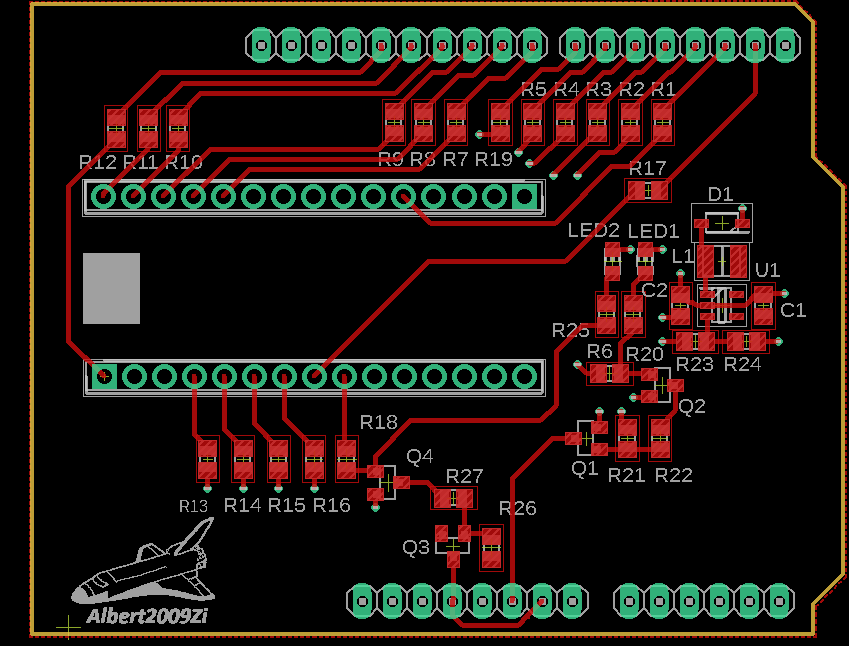 R5 R4 R3 R2 R1
R12 R11 R10 R9 R8 R7 R19
R17
D1
LED2 LED1
L1 U1
C2 C1
R25
R6 R20 R23 R24
Q2
R18
Q4 Q1 R21 R22
R27
R13 R14 R15 R16 R26
Q3
Albert2009Zi